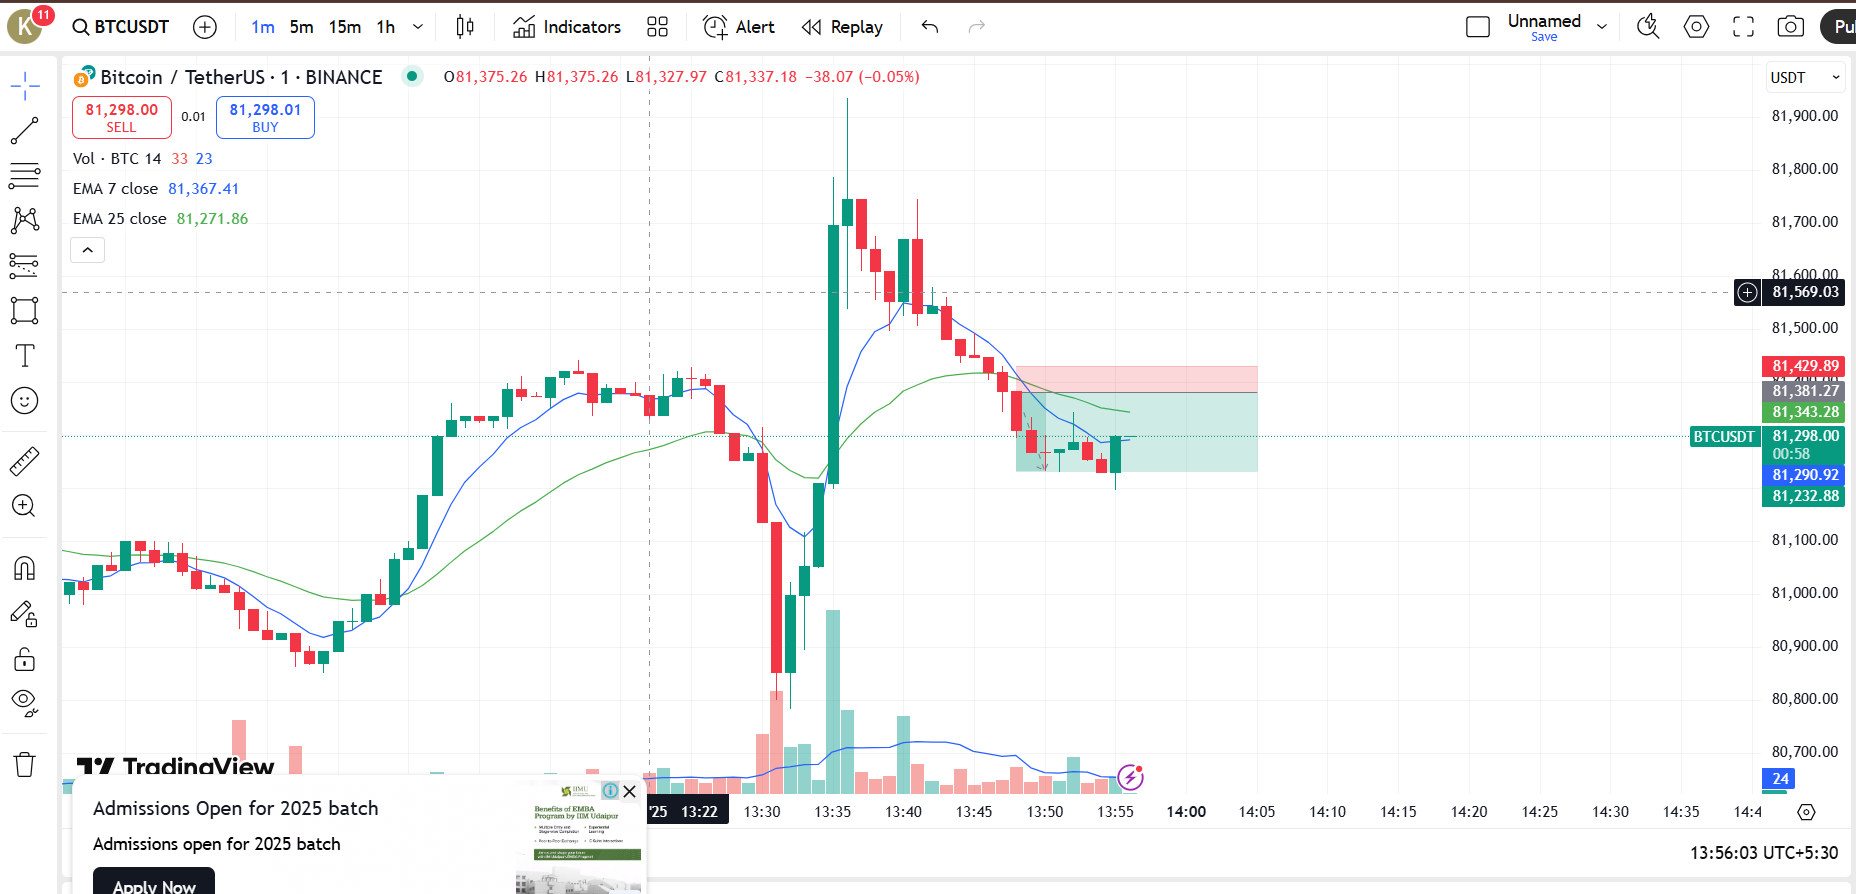 K
11
BTCUSDT
1m 5m 15m 1h
Indicators
Alert
Replay
Unnamed
Save
Pu
Bitcoin / TetherUS · 1 · BINANCE
O81,375.26 H81,375.26 L81,327.97 C81,337.18 −38.07 (−0.05%)
USDT
81,298.00
SELL
0.01
81,298.01
BUY
Vol · BTC 14 33 23
EMA 7 close 81,367.41
EMA 25 close 81,271.86
81,900.00
81,800.00
81,700.00
81,600.00
81,569.03
81,500.00
81,429.89
81,381.27
81,343.28
BTCUSDT 81,298.00
00:58
81,290.92
81,232.88
81,100.00
81,000.00
80,900.00
80,800.00
80,700.00
24
TradingView
'25 13:22 13:30 13:35 13:40 13:45 13:50 13:55 14:00 14:05 14:10 14:15 14:20 14:25 14:30 14:35 14:4
13:56:03 UTC+5:30
Admissions Open for 2025 batch
Admissions open for 2025 batch
Apply Now
IIMU
Benefits of EMBA
Program by IIM Udaipur